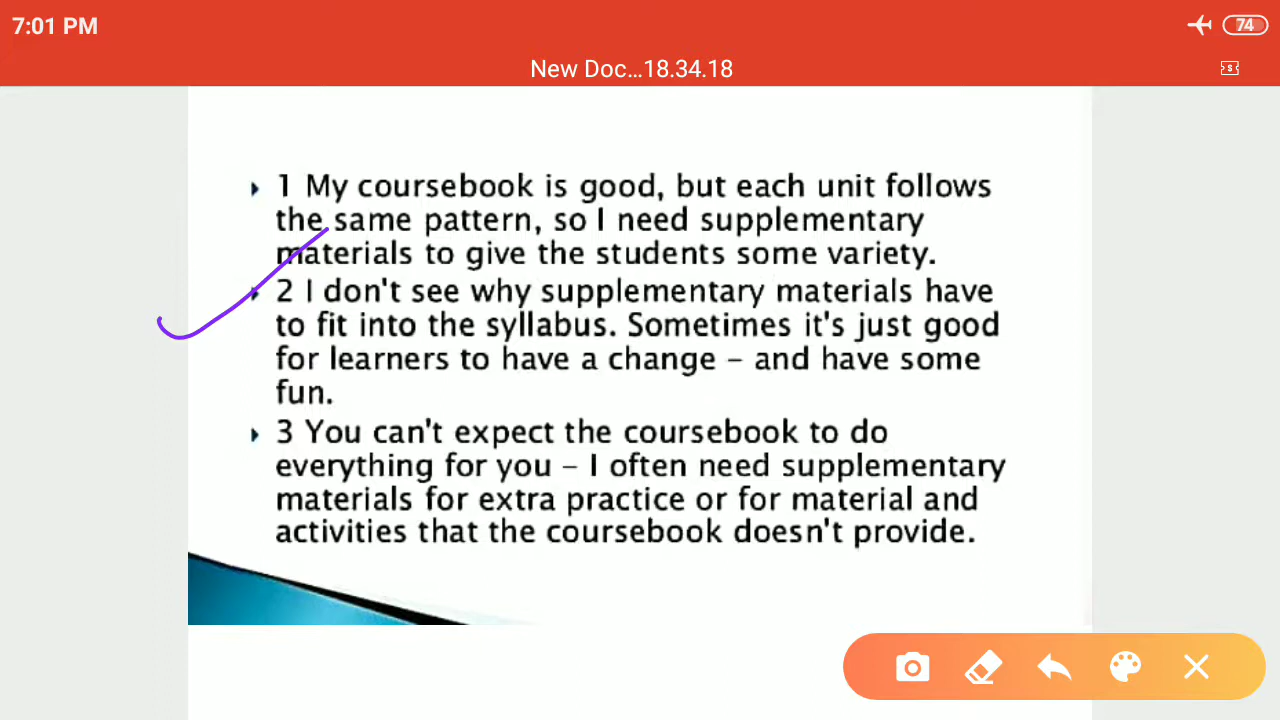 7:01 PM
74
New Doc...18.34.18
1 My coursebook is good, but each unit follows
the same pattern, so I need supplementary
materials to give the students some variety.
2 I don't see why supplementary materials have
to fit into the syllabus. Sometimes it's just good
for learners to have a change – and have some
fun.
3 You can't expect the coursebook to do
everything for you – I often need supplementary
materials for extra practice or for material and
activities that the coursebook doesn't provide.